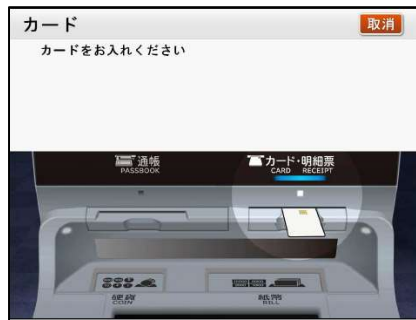 カード
取消
カードをお入れください
通帳
PASSBOOK
カード・明細票
CARD RECEIPT
硬貨
COIN
紙幣
BILL